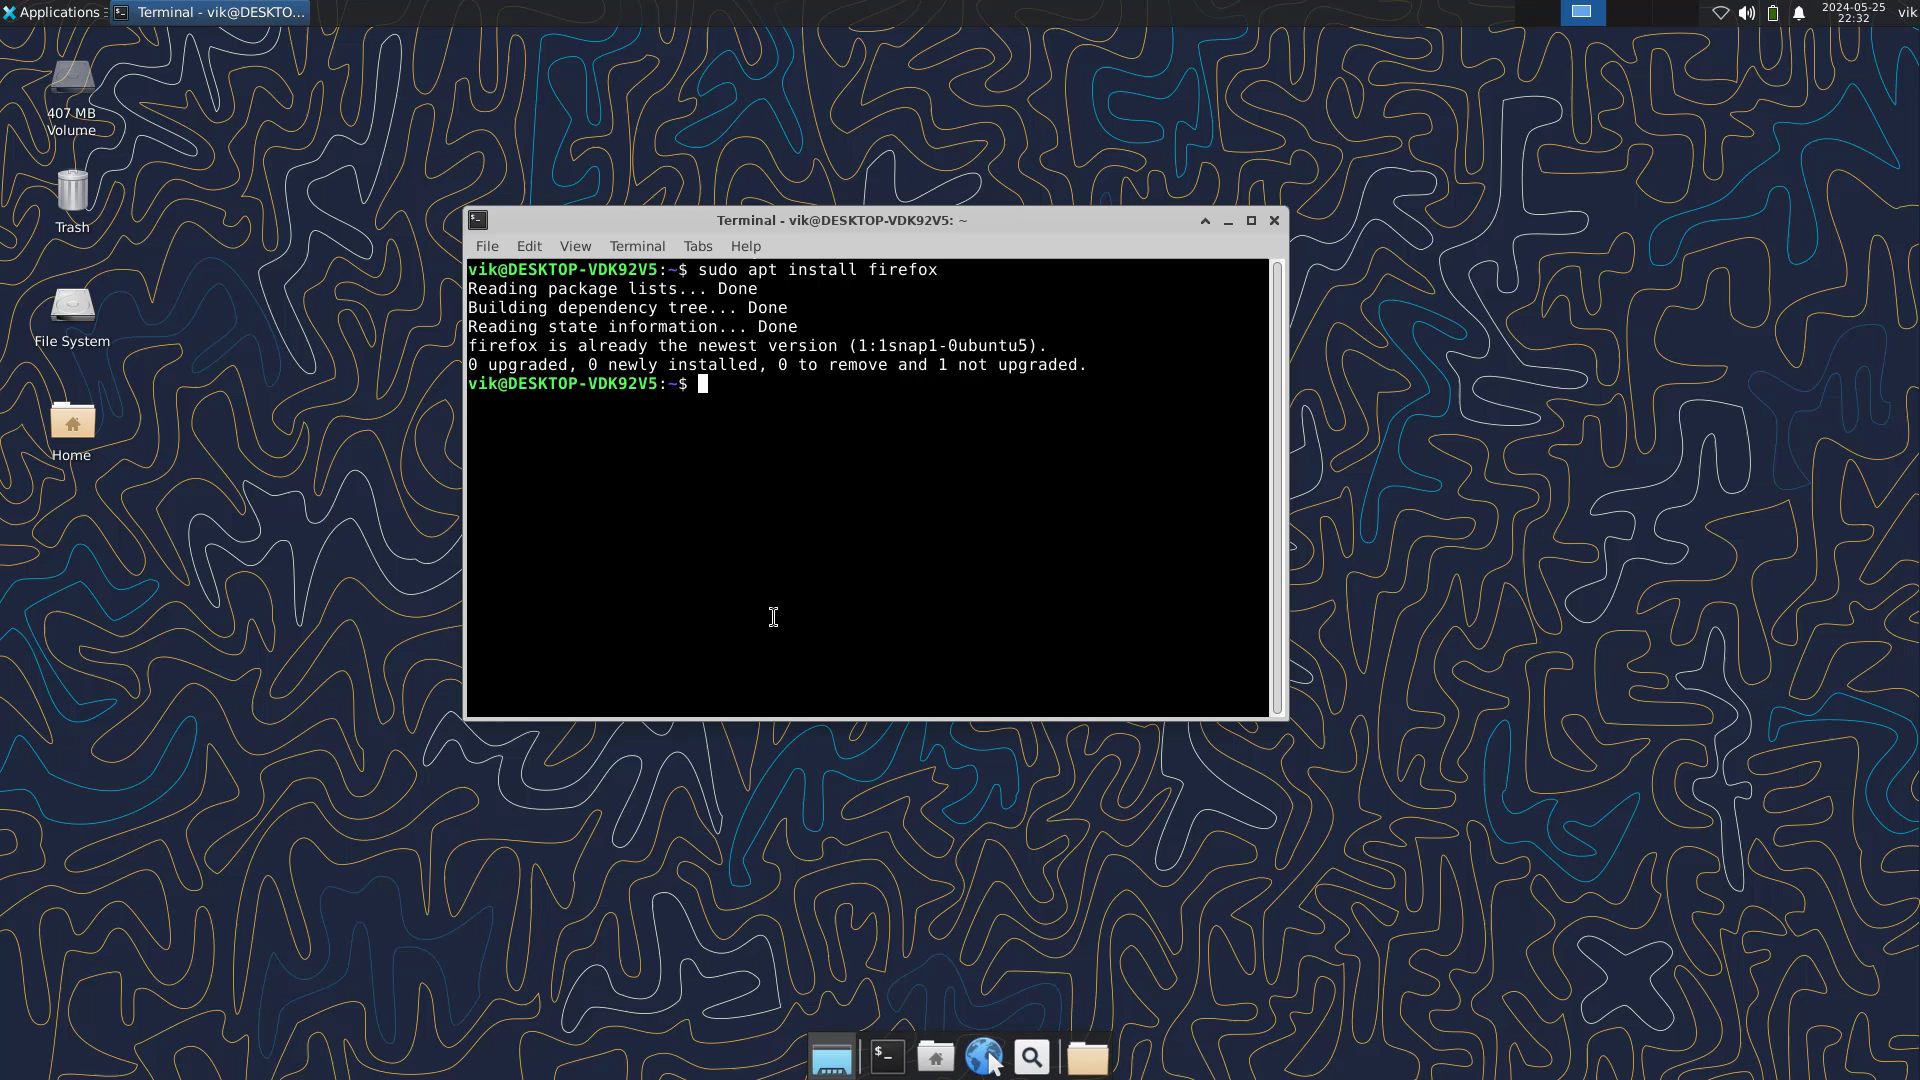 Applications
Terminal - vik@DESKTO...
2024-05-25
22:32
vik
407 MB
Volume
Trash
File System
Home
Terminal - vik@DESKTOP-VDK92V5: ~
File Edit View Terminal Tabs Help
vik@DESKTOP-VDK92V5:~$ sudo apt install firefox
Reading package lists... Done
Building dependency tree... Done
Reading state information... Done
firefox is already the newest version (1:1snap1-0ubuntu5).
0 upgraded, 0 newly installed, 0 to remove and 1 not upgraded.
vik@DESKTOP-VDK92V5:~$